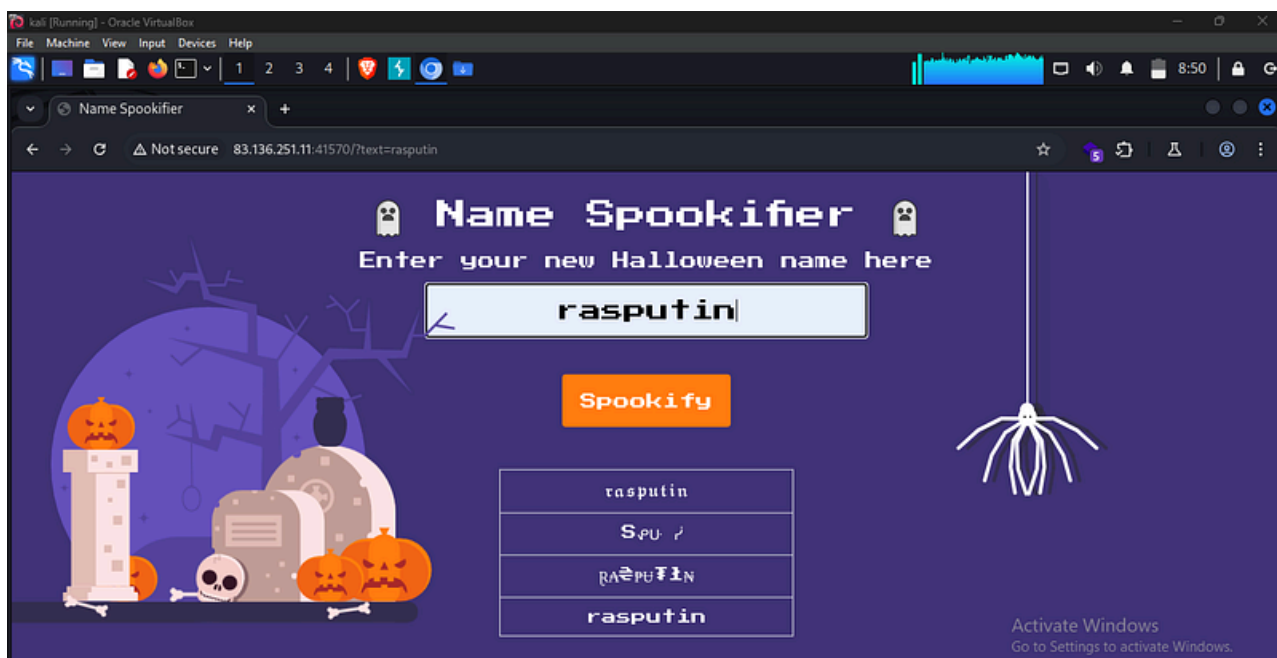 kali [Running] - Oracle VirtualBox
File Machine View Input Devices Help
1 2 3 4
8:50
Name Spookifier
Not secure 83.136.251.11:41570/?text=rasputin
5
Name Spookifier
Enter your new Halloween name here
rasputin
Spookify
𝔯𝔞𝔰𝔭𝔲𝔱𝔦𝔫
rasputin
Activate Windows
Go to Settings to activate Windows.